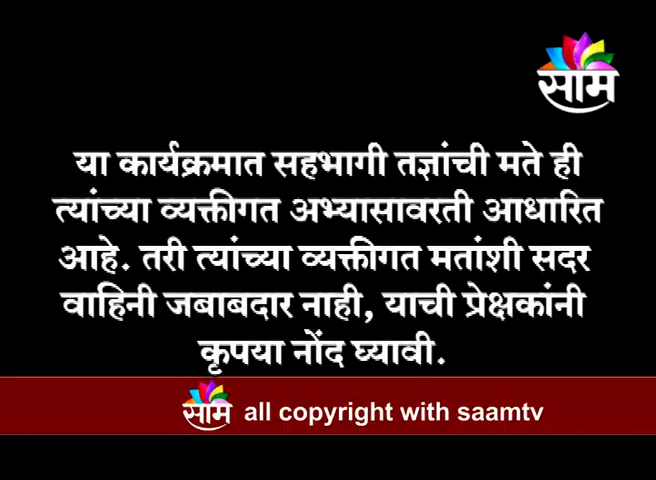 साम
या कार्यक्रमात सहभागी तज्ञांची मते ही
त्यांच्या व्यक्तीगत अभ्यासावरती आधारित
आहे. तरी त्यांच्या व्यक्तीगत मतांशी सदर
वाहिनी जबाबदार नाही, याची प्रेक्षकांनी
कृपया नोंद घ्यावी.
साम all copyright with saamtv